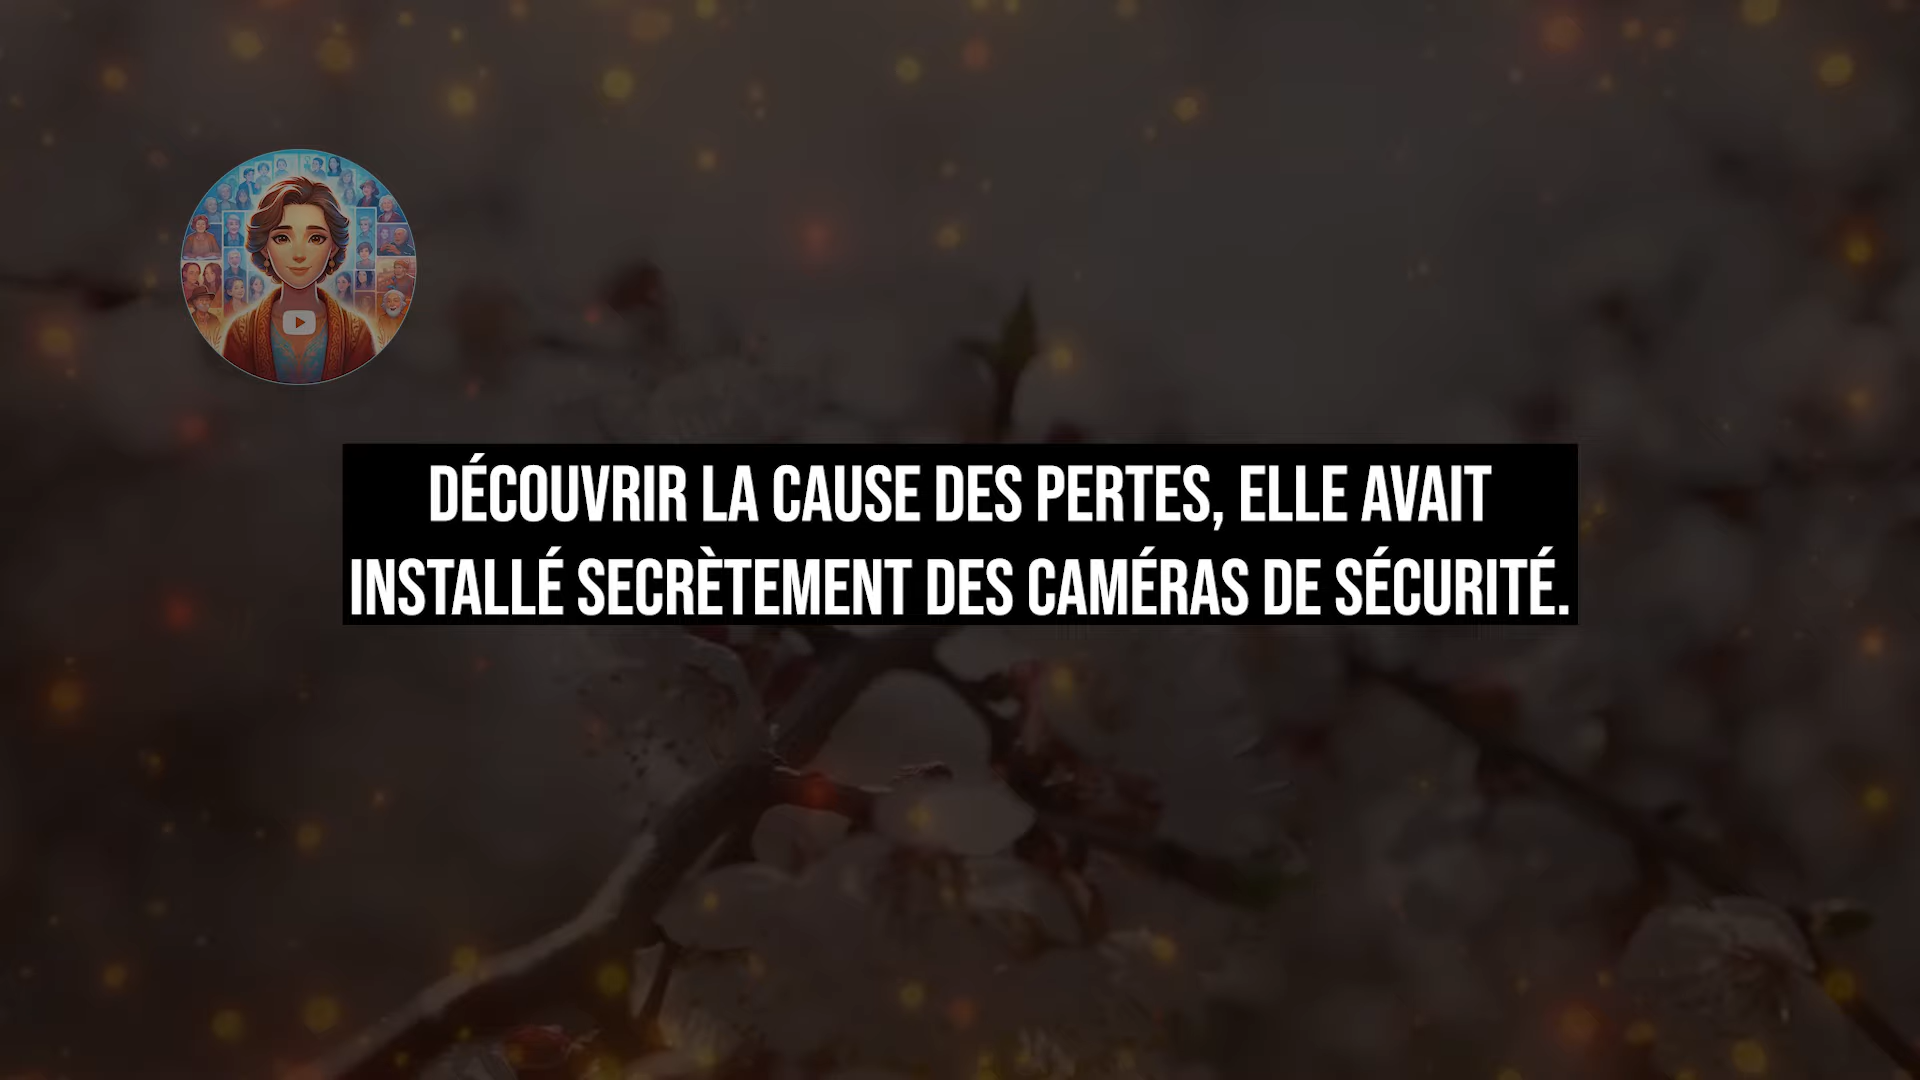 DÉCOUVRIR LA CAUSE DES PERTES, ELLE AVAIT
INSTALLÉ SECRÈTEMENT DES CAMÉRAS DE SÉCURITÉ.